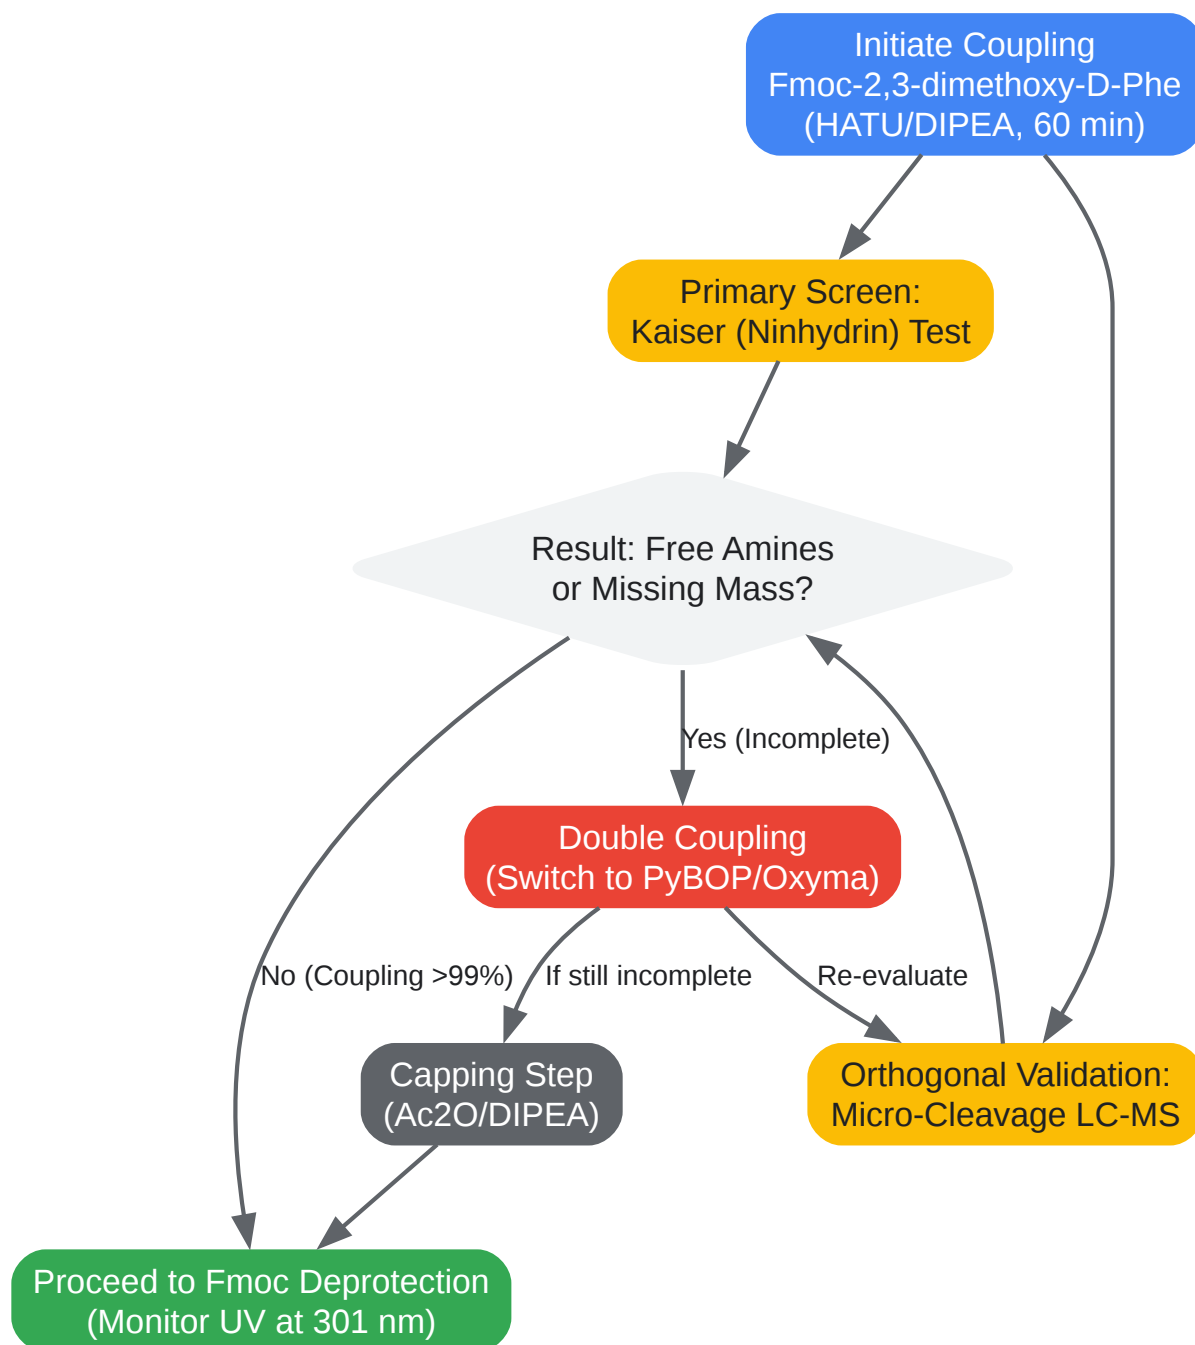 Initiate Coupling
Fmoc-2,3-dimethoxy-D-Phe
(HATU/DIPEA, 60 min)
Primary Screen:
Kaiser (Ninhydrin) Test
Result: Free Amines
or Missing Mass?
Yes (Incomplete)
Double Coupling
(Switch to PyBOP/Oxyma)
No (Coupling >99%)
If still incomplete
Re-evaluate
Capping Step
(Ac2O/DIPEA)
Orthogonal Validation:
Micro-Cleavage LC-MS
Proceed to Fmoc Deprotection
(Monitor UV at 301 nm)